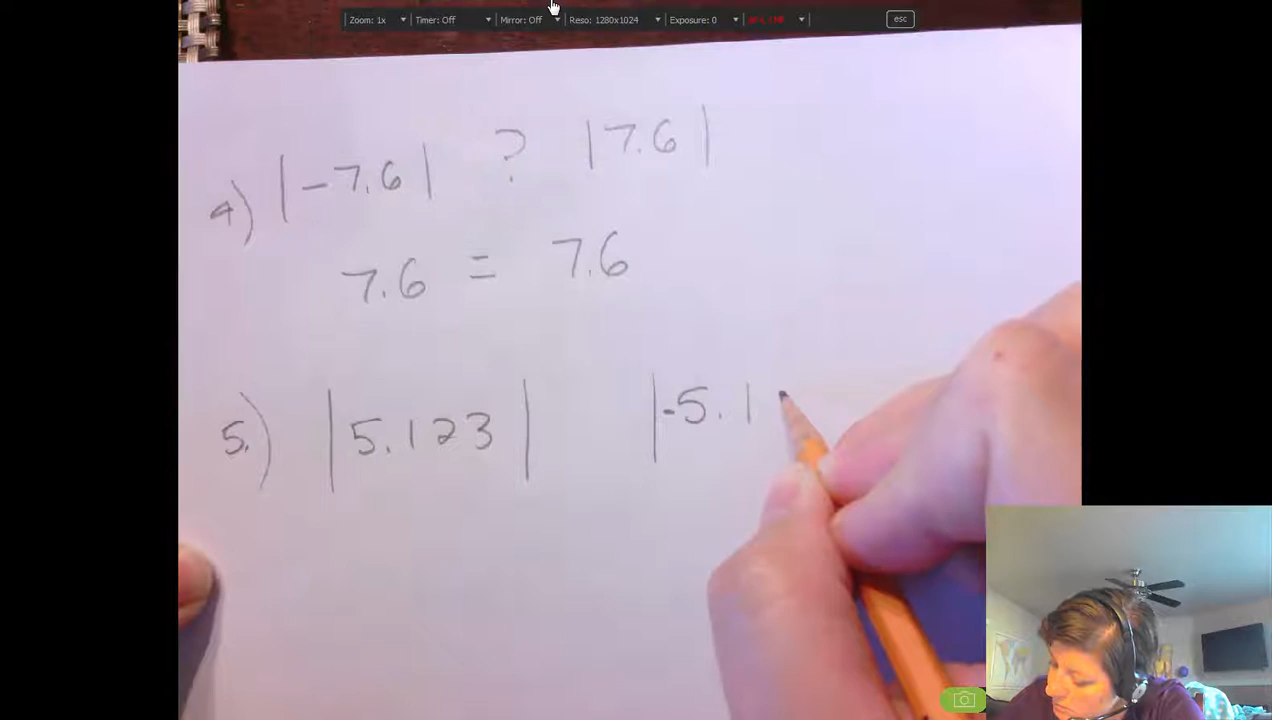 Zoom: 1x Timer: Off Mirror: Off Reso: 1280x1024 Exposure: 0 esc
4) |-7.6| ? |7.6|
7.6 = 7.6
5.) |5.123| |-5.1